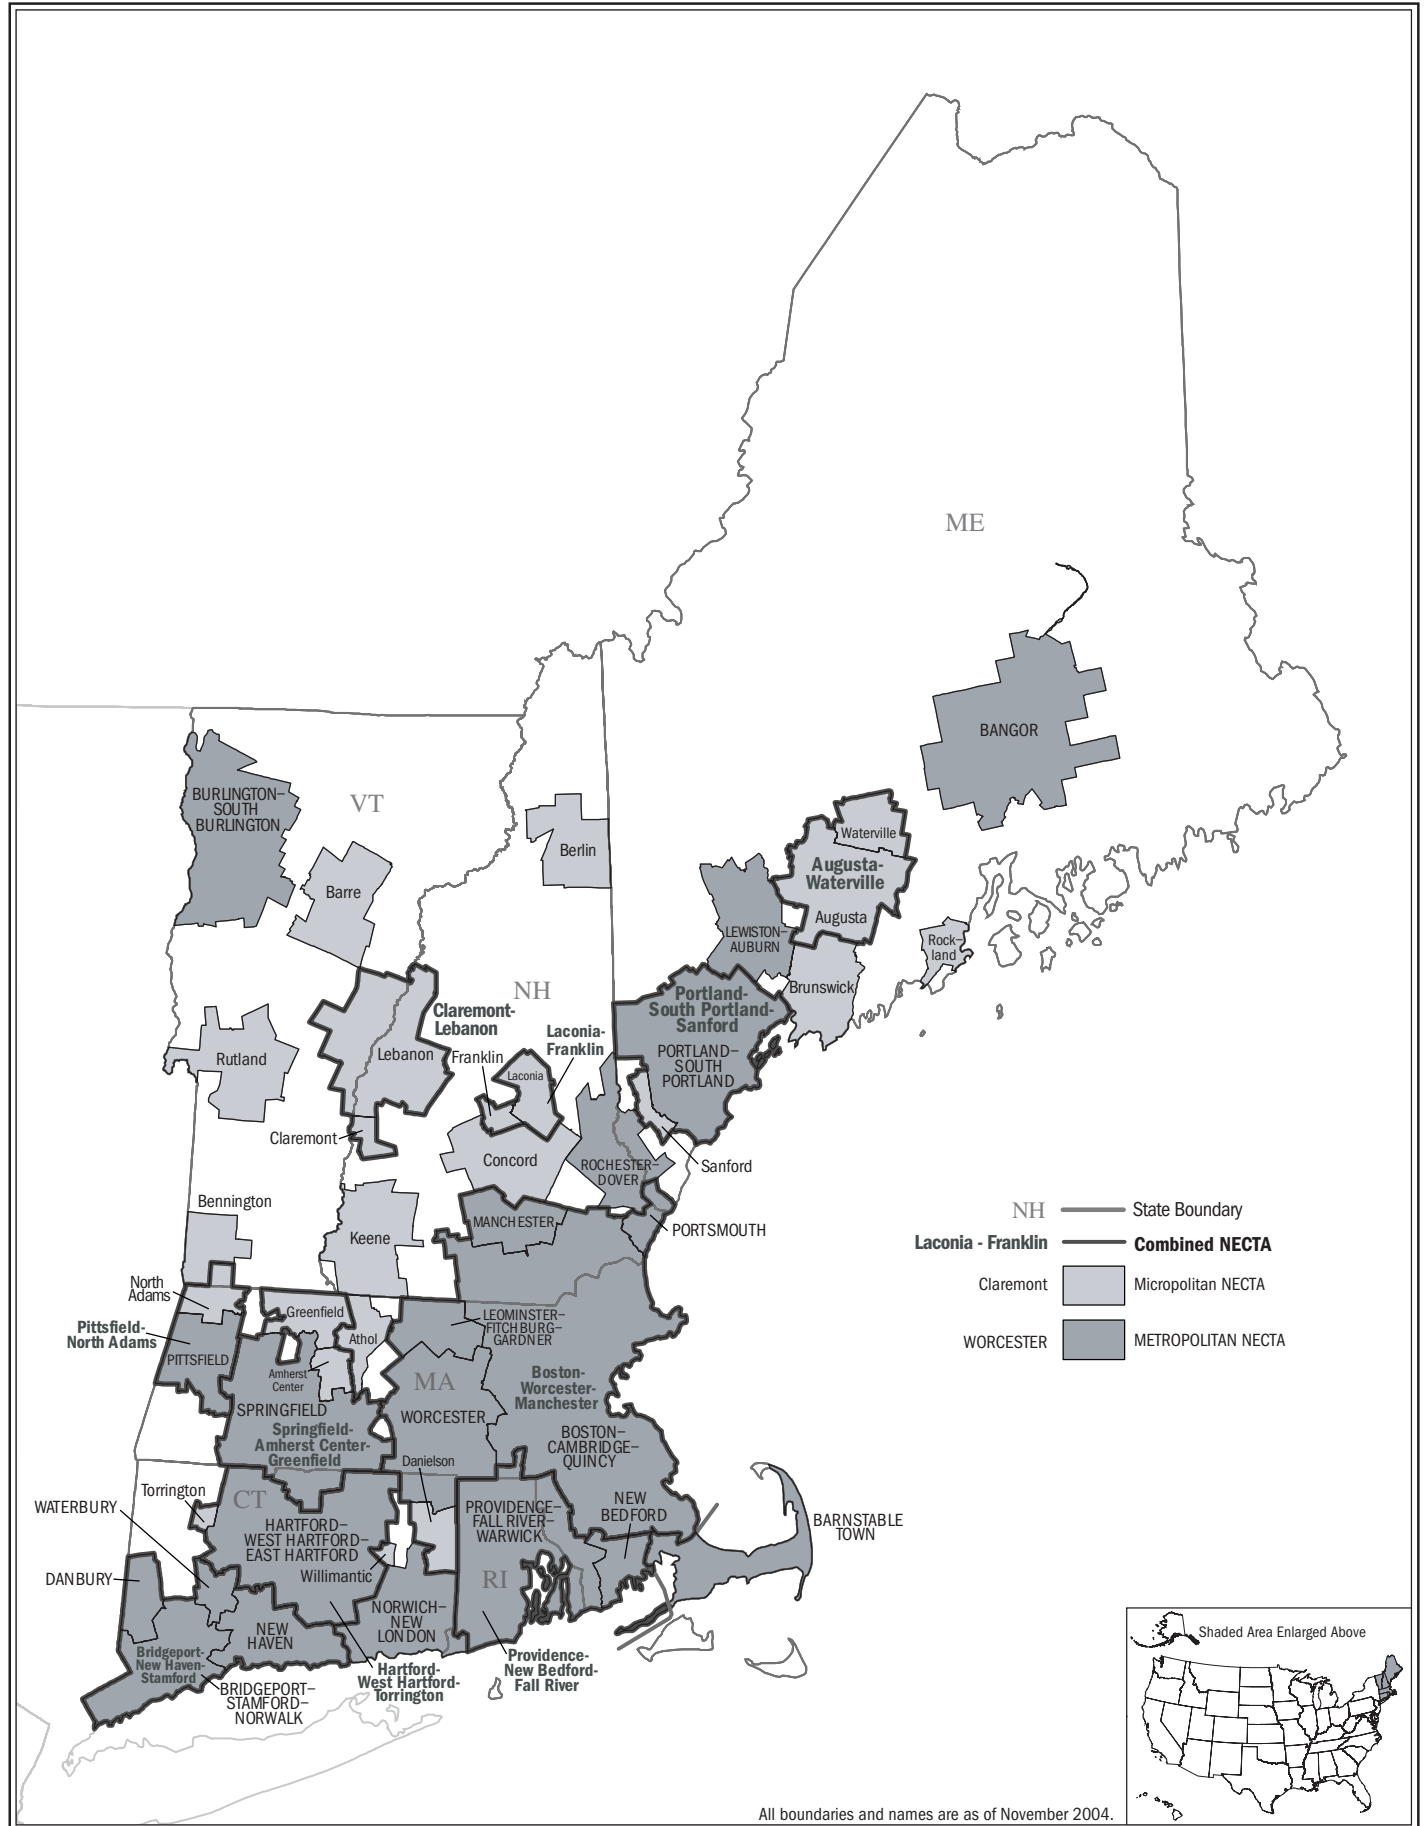 ME
BANGOR
BURLINGTON–
SOUTH
BURLINGTON
VT
Berlin
Barre
Waterville
Augusta-
Waterville
Augusta
LEWISTON–
AUBURN
Rock–
land
Brunswick
NH
Claremont-
Lebanon
Laconia-
Franklin
Portland-
South Portland-
Sanford
PORTLAND–
SOUTH
PORTLAND
Rutland
Lebanon
Franklin
Laconia
Claremont
Concord
ROCHESTER–
DOVER
Sanford
Bennington
Keene
MANCHESTER
PORTSMOUTH
NH
State Boundary
Laconia - Franklin
Combined NECTA
Claremont
Micropolitan NECTA
WORCESTER
METROPOLITAN NECTA
North
Adams
Pittsfield-
North Adams
PITTSFIELD
Greenfield
Athol
LEOMINSTER–
FITCHBURG–
GARDNER
Amherst
Center
MA
Boston-
Worcester-
Manchester
SPRINGFIELD
WORCESTER
Springfield-
Amherst Center-
Greenfield
BOSTON–
CAMBRIDGE–
QUINCY
Danielson
Torrington
CT
WATERBURY
HARTFORD–
WEST HARTFORD–
EAST HARTFORD
PROVIDENCE–
FALL RIVER–
WARWICK
NEW
BEDFORD
BARNSTABLE
TOWN
DANBURY
Willimantic
RI
NORWICH–
NEW
LONDON
NEW
HAVEN
Bridgeport-
New Haven-
Stamford
BRIDGEPORT–
STAMFORD–
NORWALK
Hartford-
West Hartford-
Torrington
Providence-
New Bedford-
Fall River
Shaded Area Enlarged Above
All boundaries and names are as of November 2004.